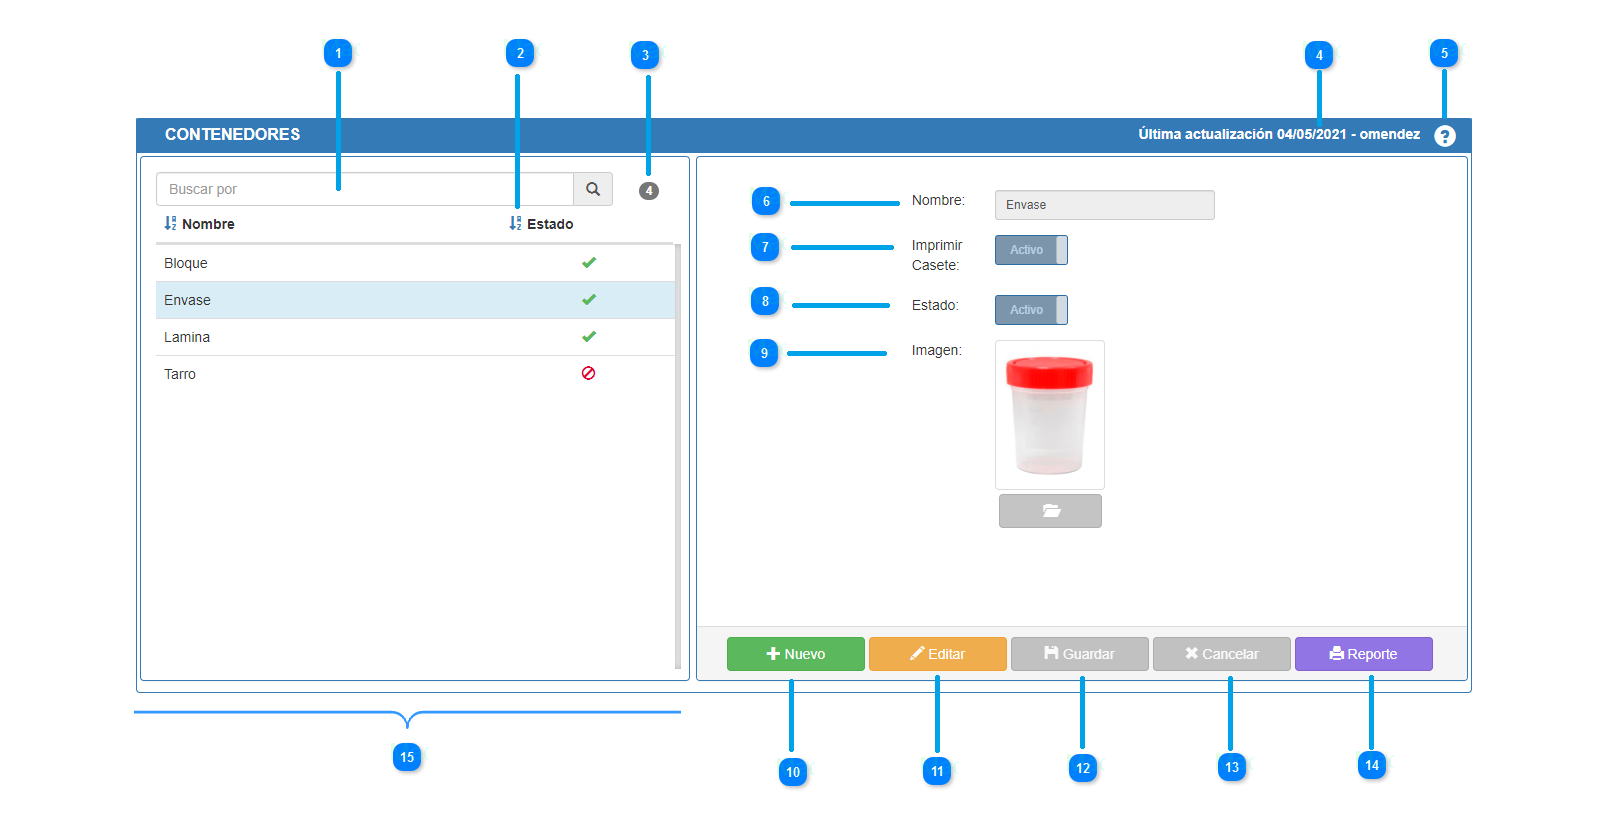 1
2
3
4
5
CONTENEDORES
Última actualización 04/05/2021 - omendez
?
Buscar por
4
Nombre
Estado
Bloque
Envase
Lamina
Tarro
6
Nombre:
Envase
7
Imprimir
Casete:
Activo
8
Estado:
Activo
9
Imagen:
Nuevo
Editar
Guardar
Cancelar
Reporte
15
10
11
12
13
14